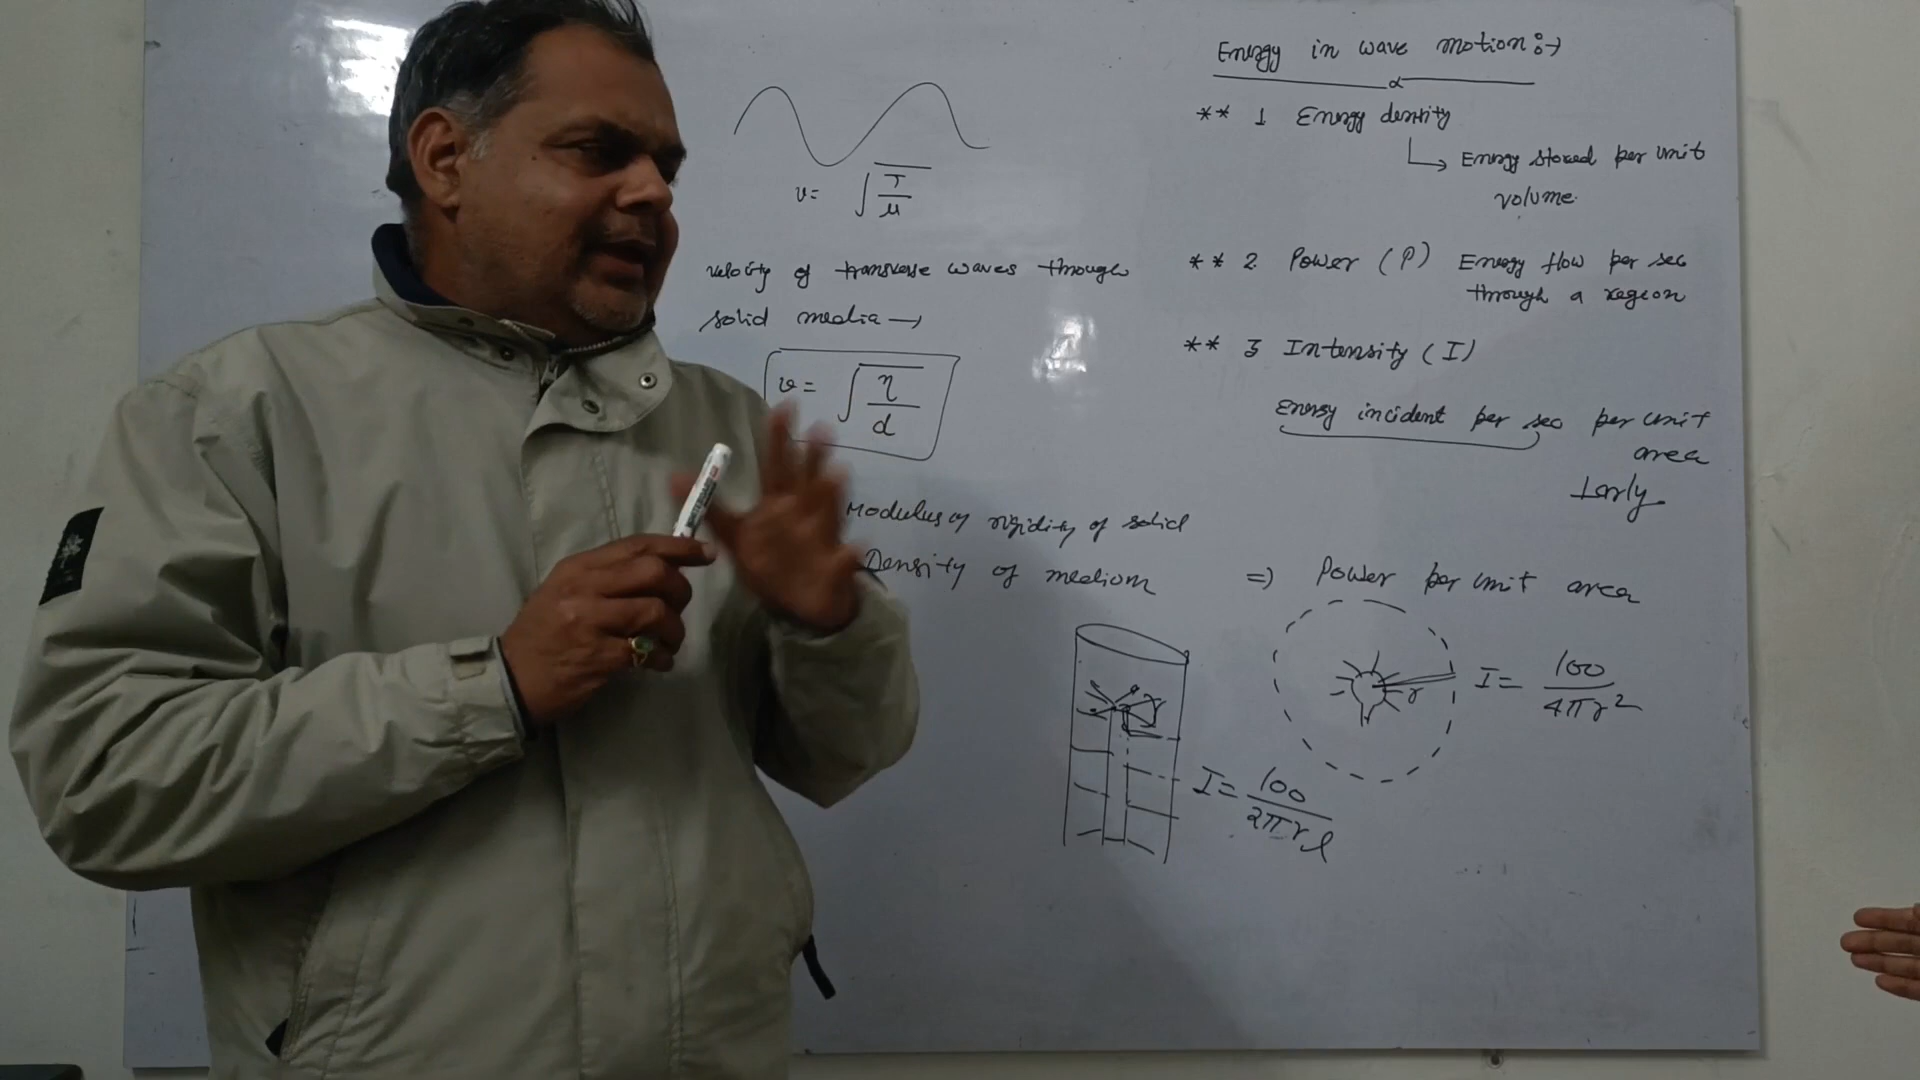 v= √T/μ
velocity of transverse waves through
solid media →
v= √η/d
Modulus of rigidity of solid
Density of medium
Energy in wave motion :→
** 1 Energy density
↳ Energy stored per unit
volume.
** 2. Power (P) Energy flow per sec
through a region
** 3 Intensity (I)
Energy incident per sec per unit
area
⊥arly.
⇒ Power per unit area
r
I= 100/4πr²
r
I= 100/2πrl